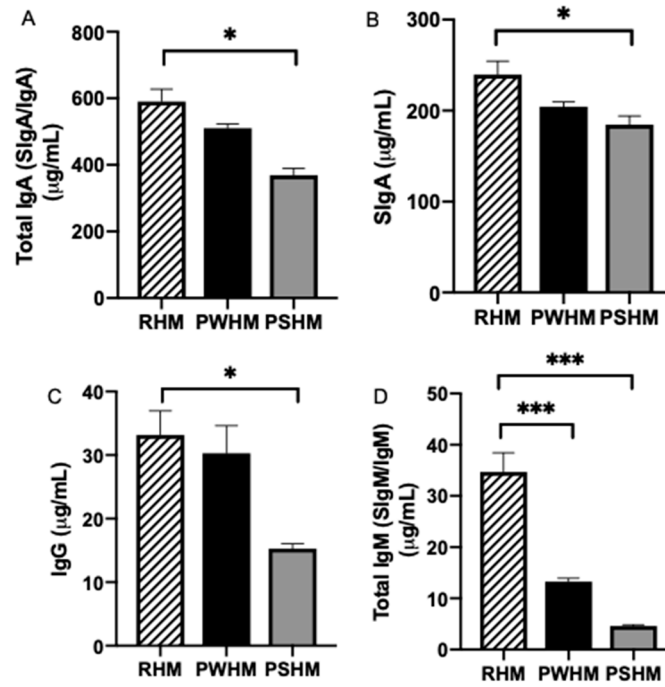 A
*
Total IgA (SIgA/IgA)
(µg/mL)
800
600
400
200
0
RHM PWHM PSHM
B
*
SIgA (µg/mL)
300
200
100
0
RHM PWHM PSHM
C
*
IgG (µg/mL)
40
30
20
10
0
RHM PWHM PSHM
D
***
***
Total IgM (SIgM/IgM)
(µg/mL)
50
40
30
20
10
0
RHM PWHM PSHM